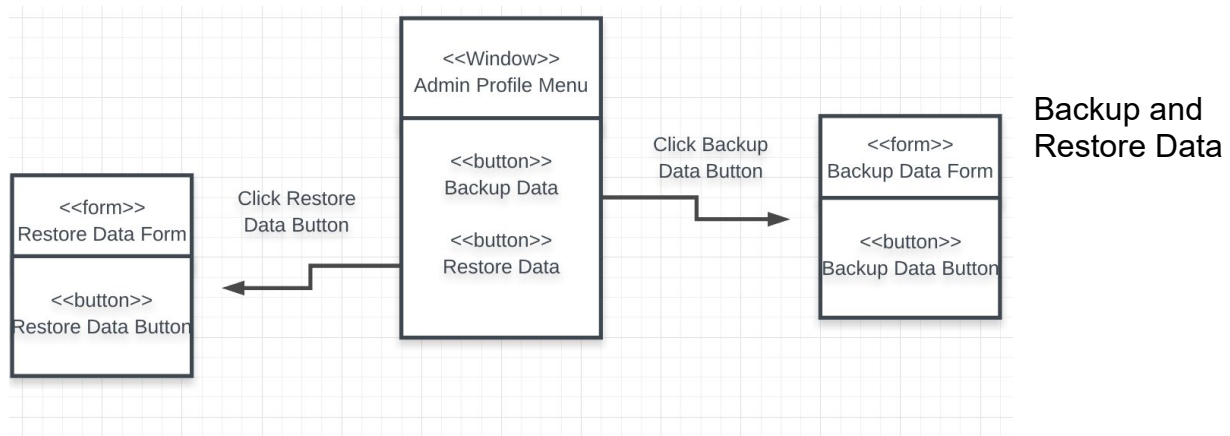 <<Window>>
Admin Profile Menu
<<button>>
Backup Data
<<button>>
Restore Data
Click Backup
Data Button
<<form>>
Backup Data Form
<<button>>
Backup Data Button
Click Restore
Data Button
<<form>>
Restore Data Form
<<button>>
Restore Data Button
Backup and
Restore Data